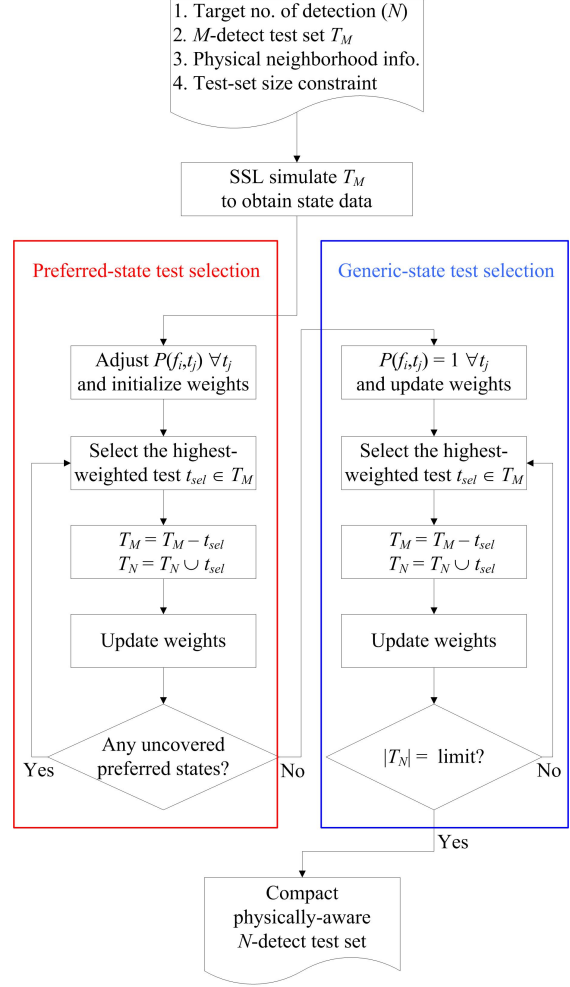 1. Target no. of detection (N)
2. M-detect test set T_M
3. Physical neighborhood info.
4. Test-set size constraint
SSL simulate T_M
to obtain state data
Preferred-state test selection
Adjust P(f_i,t_j) ∀t_j
and initialize weights
Select the highest-
weighted test t_sel ∈ T_M
T_M = T_M – t_sel
T_N = T_N ∪ t_sel
Update weights
Any uncovered
preferred states?
Yes
No
Generic-state test selection
P(f_i,t_j) = 1 ∀t_j
and update weights
Select the highest-
weighted test t_sel ∈ T_M
T_M = T_M – t_sel
T_N = T_N ∪ t_sel
Update weights
|T_N| = limit?
No
Yes
Compact
physically-aware
N-detect test set